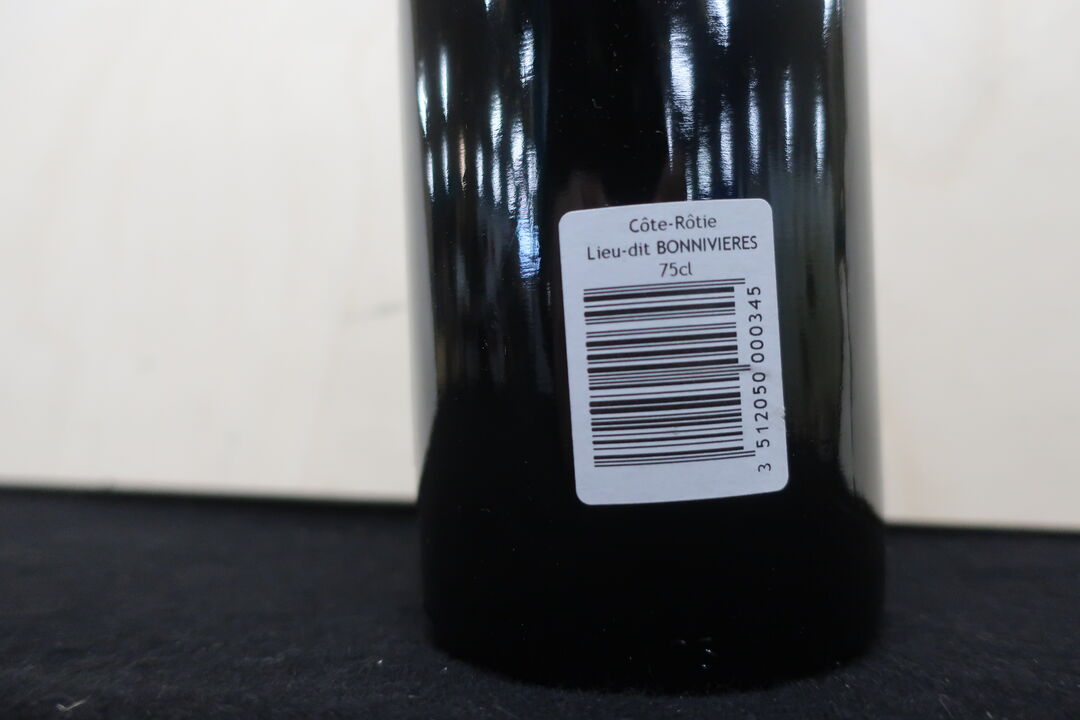 Côte-Rôtie
Lieu-dit BONNIVIERES
75cl
3 512050 000345